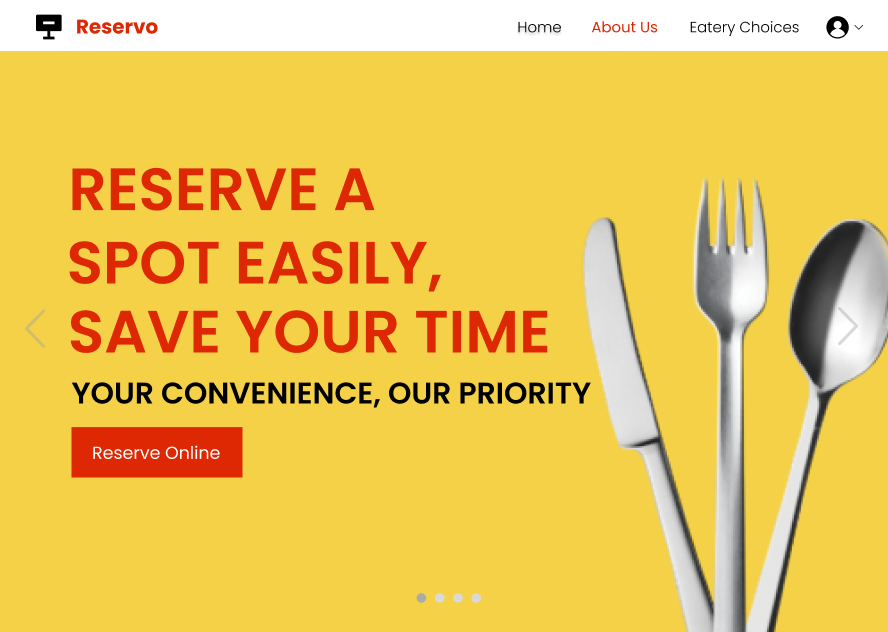 Reservo
Home
About Us
Eatery Choices
RESERVE A
SPOT EASILY,
SAVE YOUR TIME
YOUR CONVENIENCE, OUR PRIORITY
Reserve Online